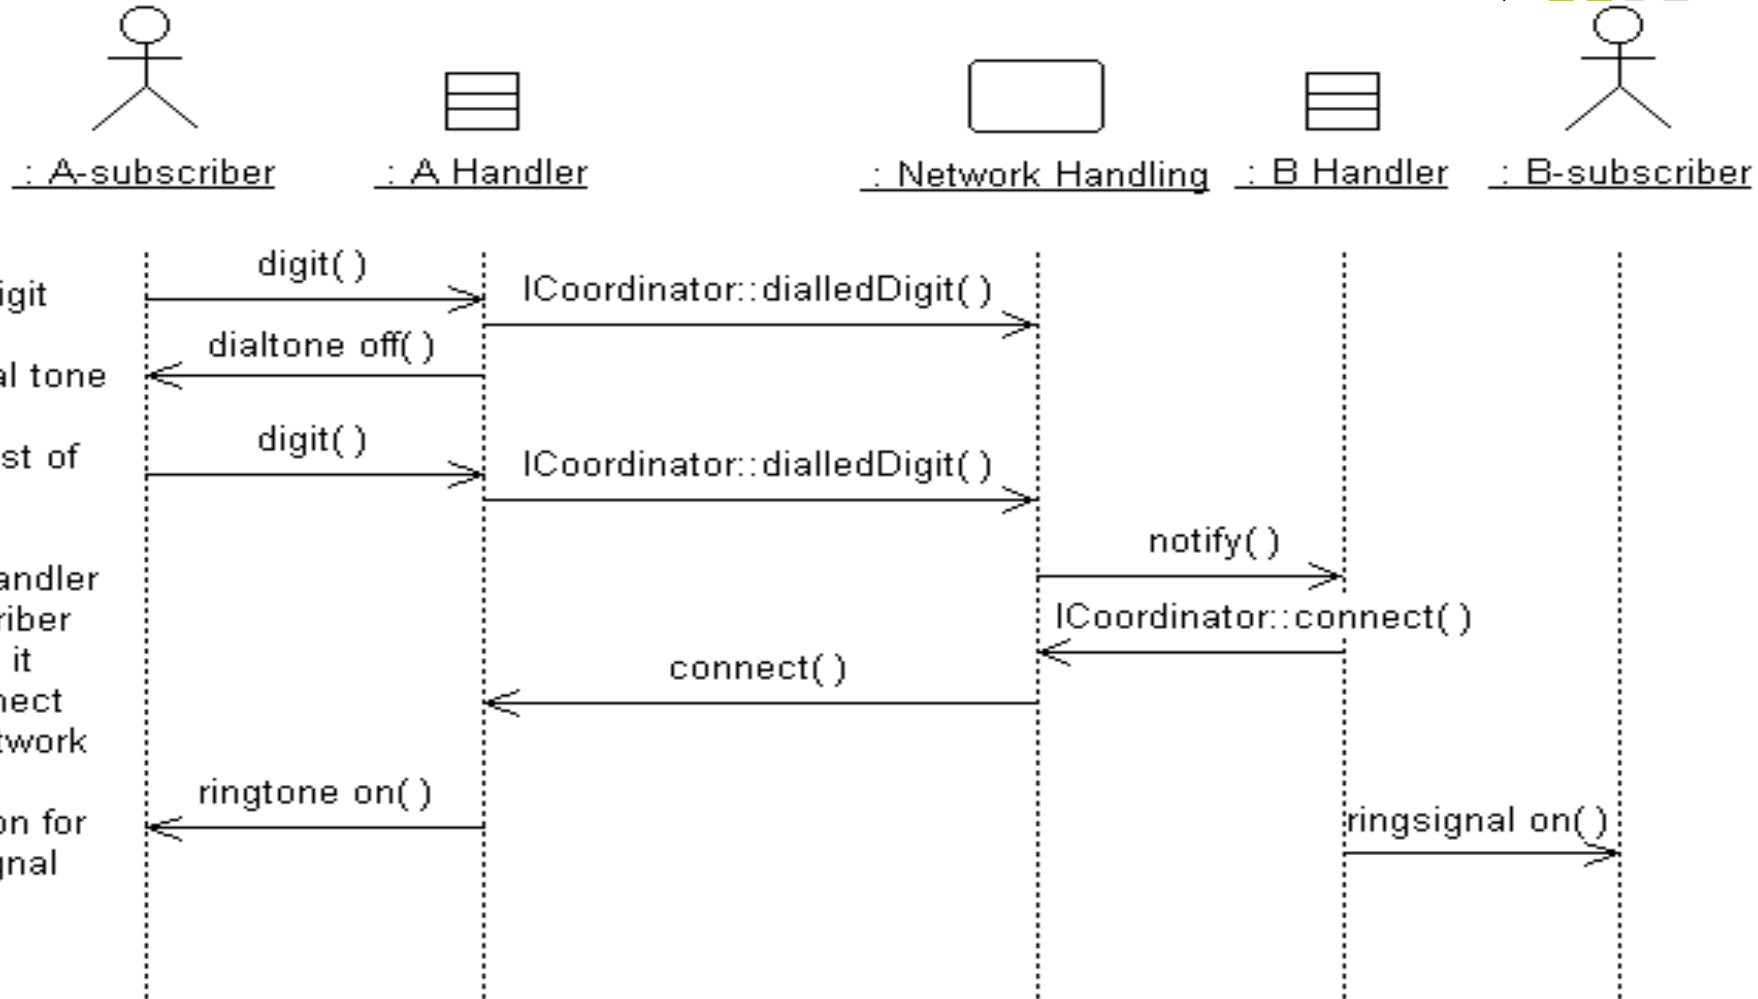 : A-subscriber
: A Handler
: Network Handling
: B Handler
: B-subscriber
digit( )
igit
ICoordinator::dialledDigit( )
dialtone off( )
al tone
digit( )
st of
ICoordinator::dialledDigit( )
notify( )
andler
riber
ICoordinator::connect( )
it
connect( )
nect
twork
ringtone on( )
on for
ringsignal on( )
gnal